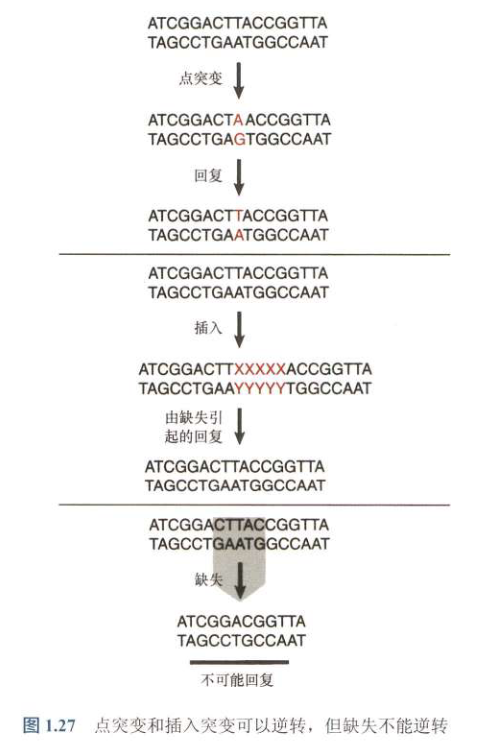 ATCGGACTTACCGGTTA
TAGCCTGAATGGCCAAT
点突变
ATCGGACTAACCGGTTA
TAGCCTGAGTGGCCAAT
回复
ATCGGACTTACCGGTTA
TAGCCTGAATGGCCAAT
ATCGGACTTACCGGTTA
TAGCCTGAATGGCCAAT
插入
ATCGGACTTXXXXXACCGGTTA
TAGCCTGAAYYYYYTGGCCAAT
由缺失引
起的回复
ATCGGACTTACCGGTTA
TAGCCTGAATGGCCAAT
ATCGGACTTACCGGTTA
TAGCCTGAATGGCCAAT
缺失
ATCGGACGGTTA
TAGCCTGCCAAT
不可能回复
图 1.27 点突变和插入突变可以逆转，但缺失不能逆转